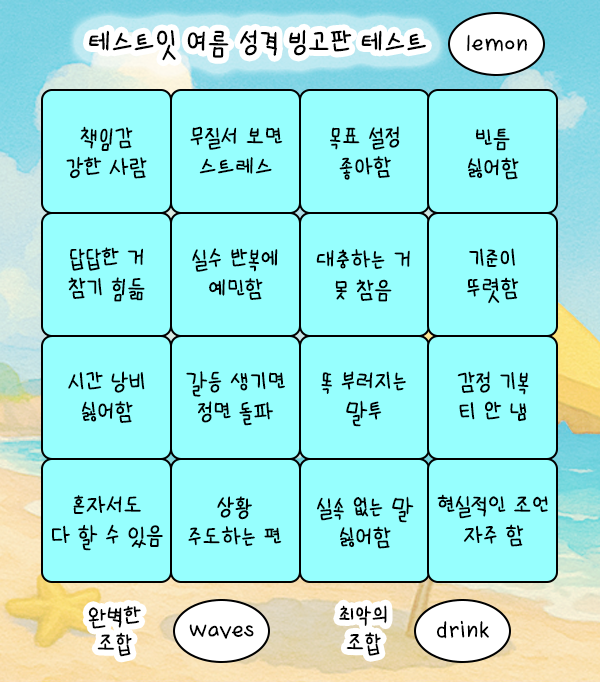 테스트잇 여름 성격 빙고판 테스트
lemon
책임감
강한 사람
무질서 보면
스트레스
목표 설정
좋아함
빈틈
싫어함
답답한 거
참기 힘듦
실수 반복에
예민함
대충하는 거
못 참음
기준이
뚜렷함
시간 낭비
싫어함
갈등 생기면
정면 돌파
똑 부러지는
말투
감정 기복
티 안 냄
혼자서도
다 할 수 있음
상황
주도하는 편
실속 없는 말
싫어함
현실적인 조언
자주 함
완벽한
조합
waves
최악의
조합
drink